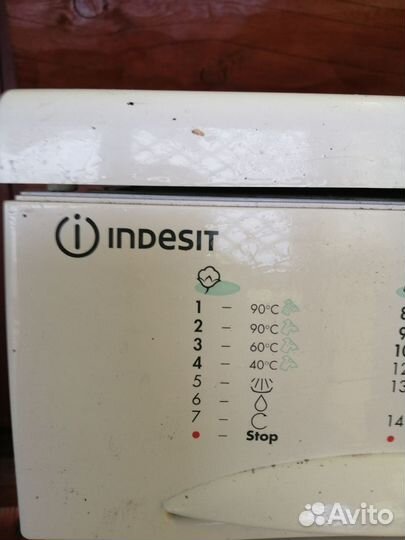 INDESIT
1 – 90°C
2 – 90°C
3 – 60°C
4 – 40°C
5 –
6 –
7 –
• – Stop
8
9
10
12
13
14
Avito